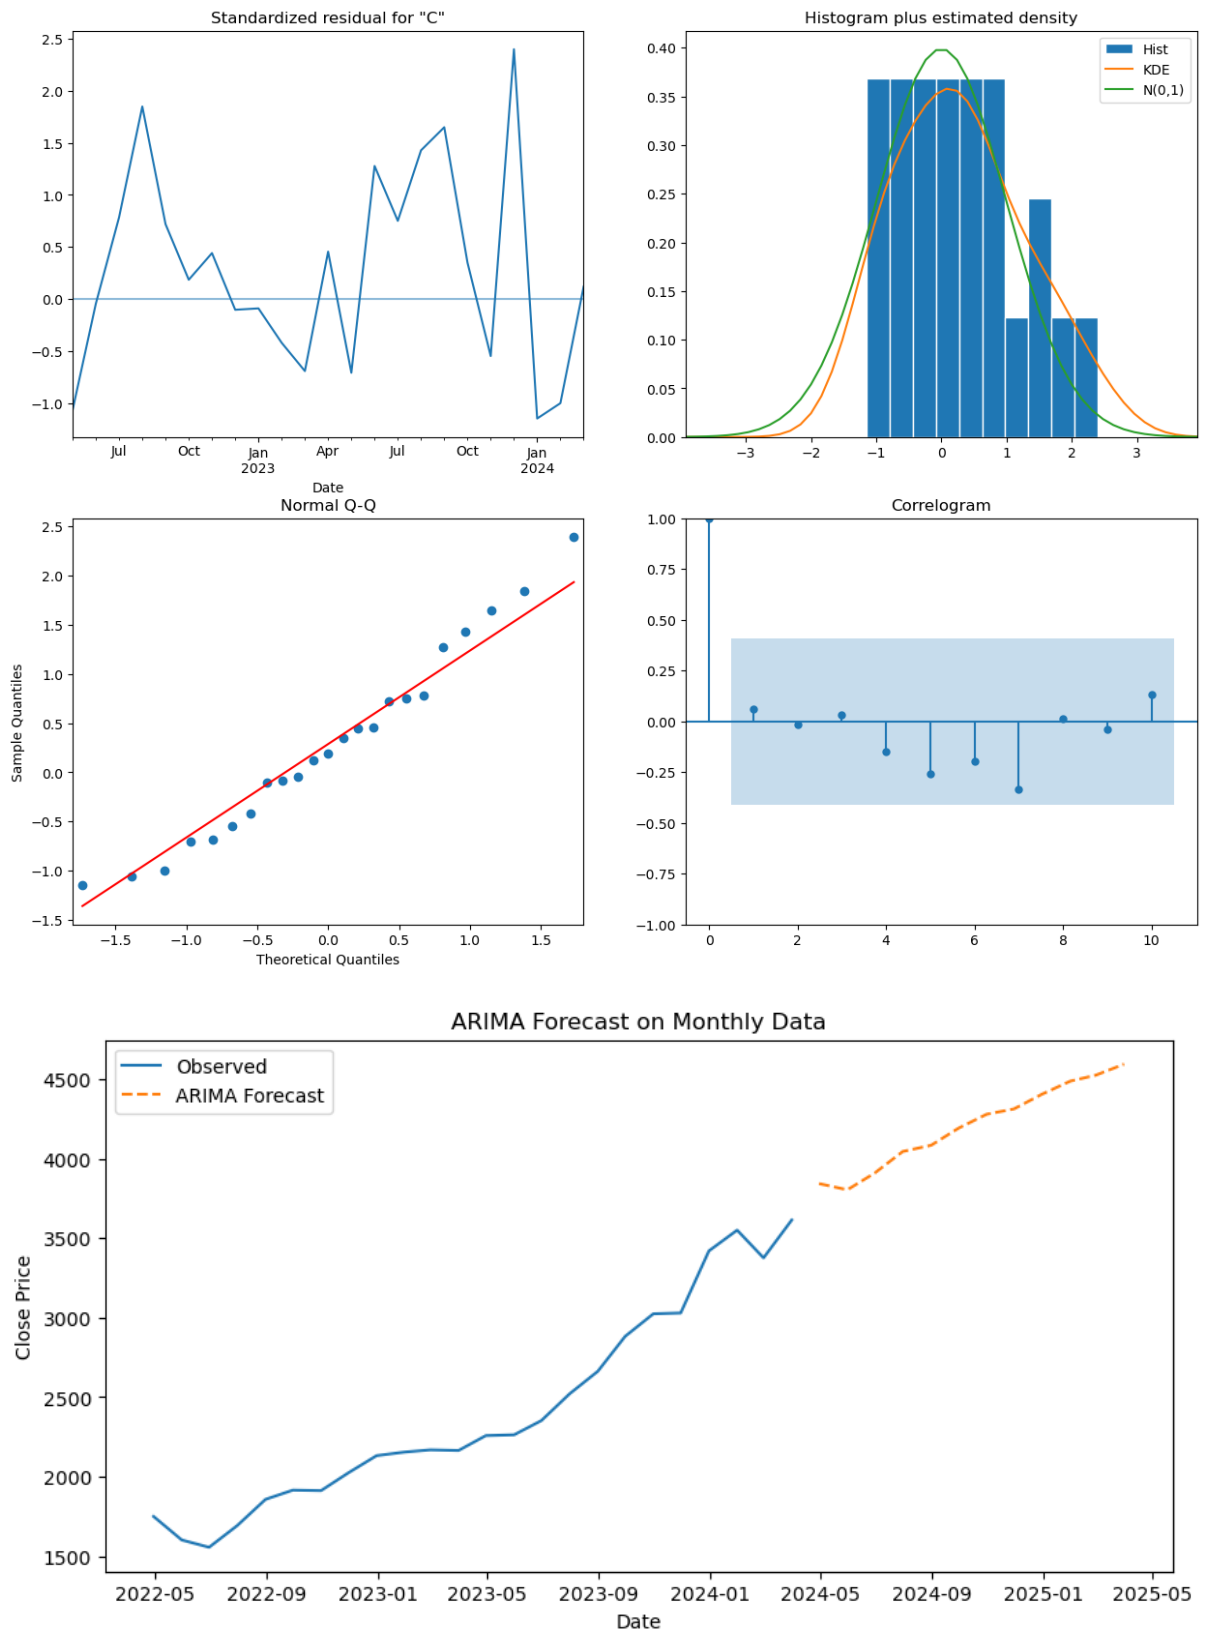 Standardized residual for "C"
2.5
2.0
1.5
1.0
0.5
0.0
−0.5
−1.0
Jul Oct Jan Apr Jul Oct Jan
2023 2024
Date
Histogram plus estimated density
Hist
KDE
N(0,1)
0.40
0.35
0.30
0.25
0.20
0.15
0.10
0.05
0.00
−3 −2 −1 0 1 2 3
Normal Q-Q
Sample Quantiles
2.5
2.0
1.5
1.0
0.5
0.0
−0.5
−1.0
−1.5
−1.5 −1.0 −0.5 0.0 0.5 1.0 1.5
Theoretical Quantiles
Correlogram
1.00
0.75
0.50
0.25
0.00
−0.25
−0.50
−0.75
−1.00
0 2 4 6 8 10
ARIMA Forecast on Monthly Data
Observed
ARIMA Forecast
Close Price
4500
4000
3500
3000
2500
2000
1500
2022-05 2022-09 2023-01 2023-05 2023-09 2024-01 2024-05 2024-09 2025-01 2025-05
Date